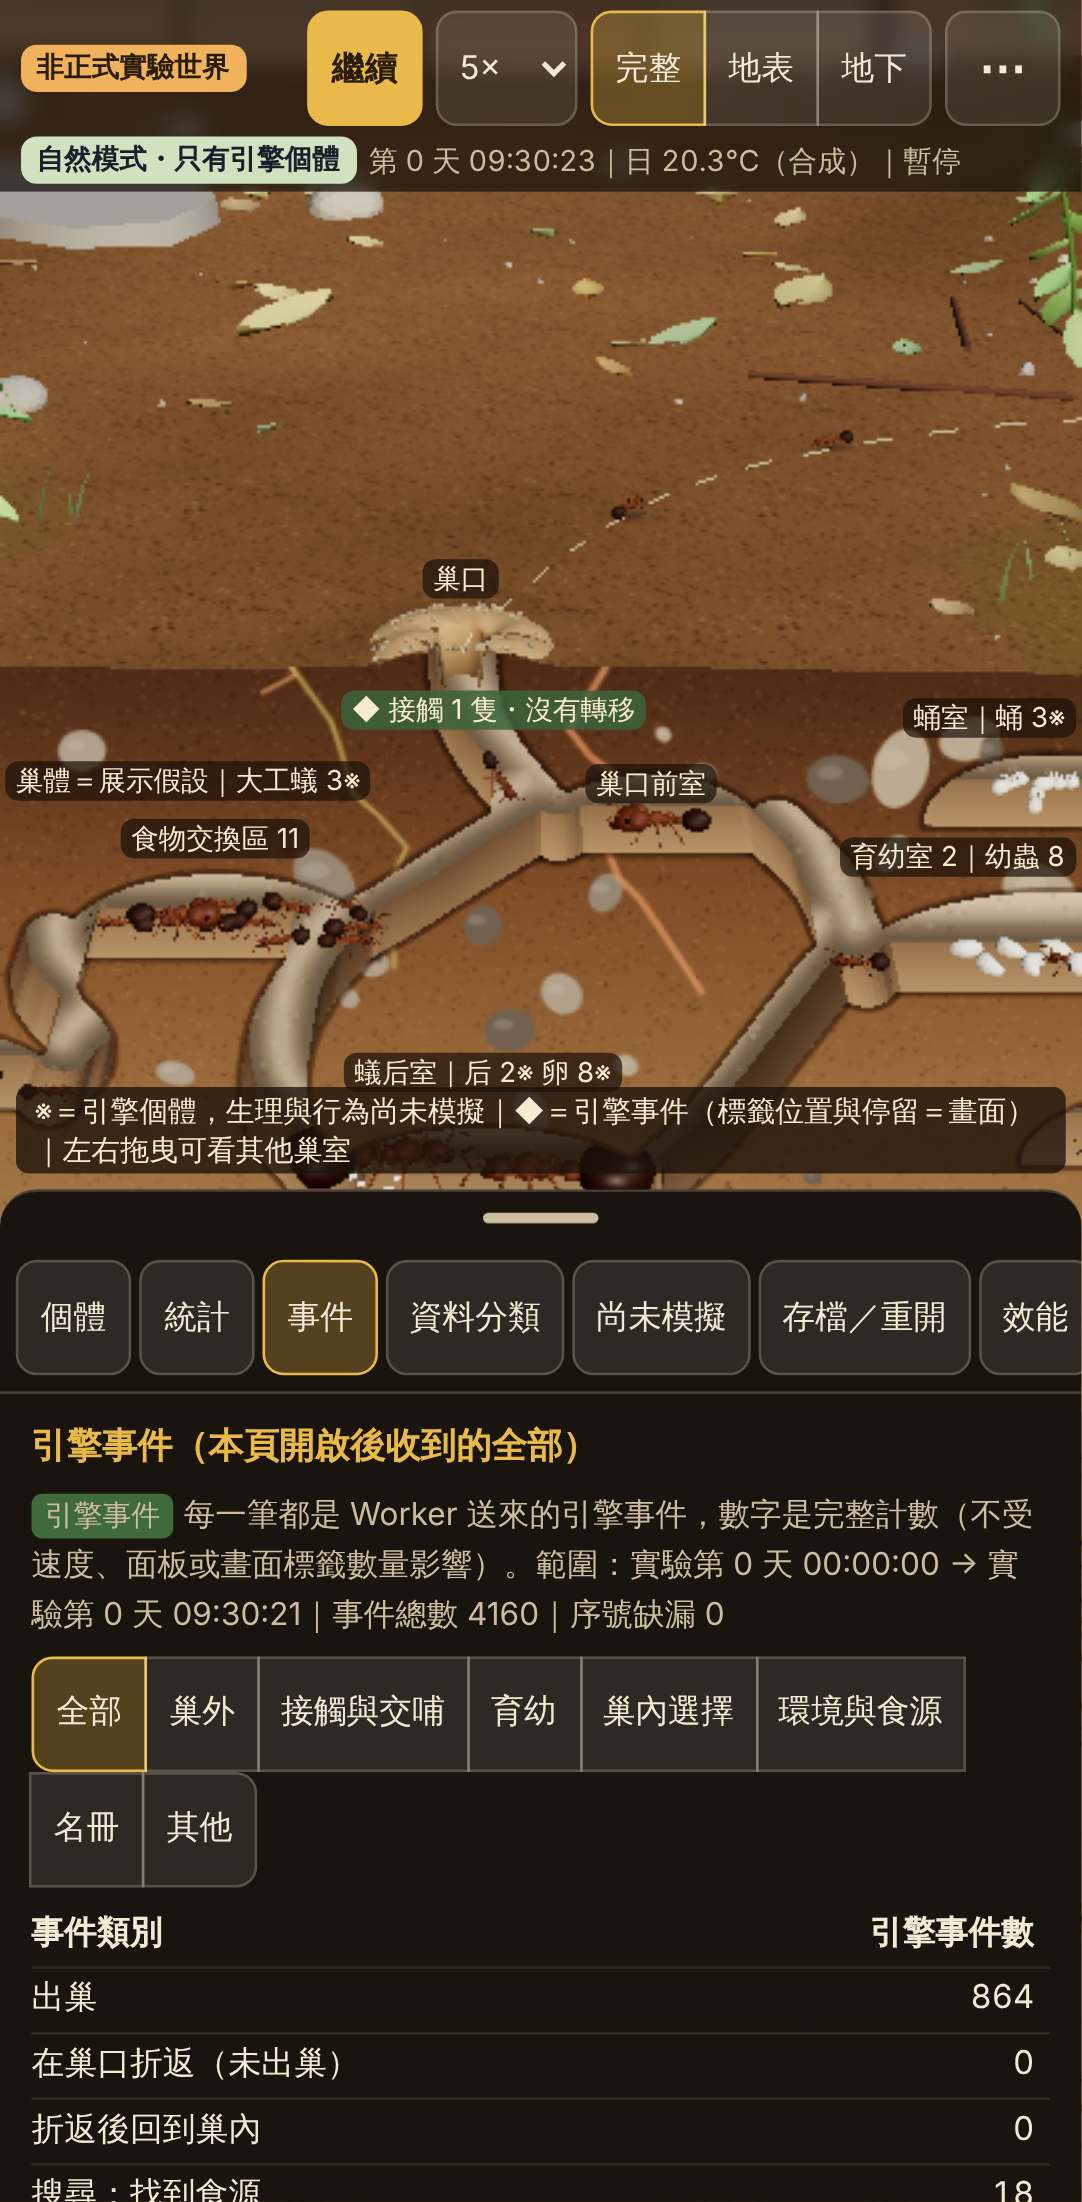 非正式實驗世界
繼續
5×
完整
地表
地下
⋯
自然模式・只有引擎個體
第 0 天 09:30:23｜日 20.3°C（合成）｜暫停
巢口
◆ 接觸 1 隻・沒有轉移
蛹室｜蛹 3※
巢體＝展示假設｜大工蟻 3※
巢口前室
食物交換區 11
育幼室 2｜幼蟲 8
蟻后室｜后 2※ 卵 8※
※＝引擎個體，生理與行為尚未模擬｜◆＝引擎事件（標籤位置與停留＝畫面）
｜左右拖曳可看其他巢室
個體
統計
事件
資料分類
尚未模擬
存檔／重開
效能
引擎事件（本頁開啟後收到的全部）
引擎事件 每一筆都是 Worker 送來的引擎事件，數字是完整計數（不受
速度、面板或畫面標籤數量影響）。範圍：實驗第 0 天 00:00:00 → 實
驗第 0 天 09:30:21｜事件總數 4160｜序號缺漏 0
全部
巢外
接觸與交哺
育幼
巢內選擇
環境與食源
名冊
其他
事件類別 引擎事件數
出巢 864
在巢口折返（未出巢） 0
折返後回到巢內 0
搜尋：找到食源 18